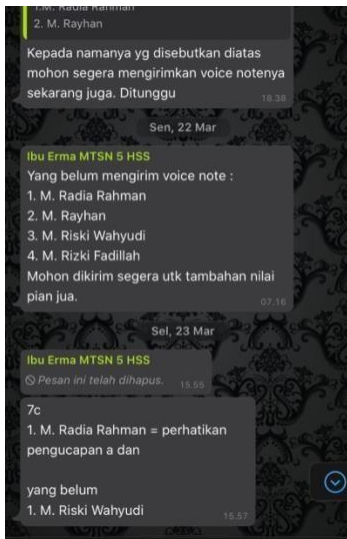 1.M. Radia Rahman
2. M. Rayhan
Kepada namanya yg disebutkan diatas
mohon segera mengirimkan voice notenya
sekarang juga. Ditunggu
18.38
Sen, 22 Mar
Ibu Erma MTSN 5 HSS
Yang belum mengirim voice note :
1. M. Radia Rahman
2. M. Rayhan
3. M. Riski Wahyudi
4. M. Rizki Fadillah
Mohon dikirim segera utk tambahan nilai
pian jua.
07.16
Sel, 23 Mar
Ibu Erma MTSN 5 HSS
Pesan ini telah dihapus.
15.55
7c
1. M. Radia Rahman = perhatikan
pengucapan a dan
yang belum
1. M. Riski Wahyudi
15.57